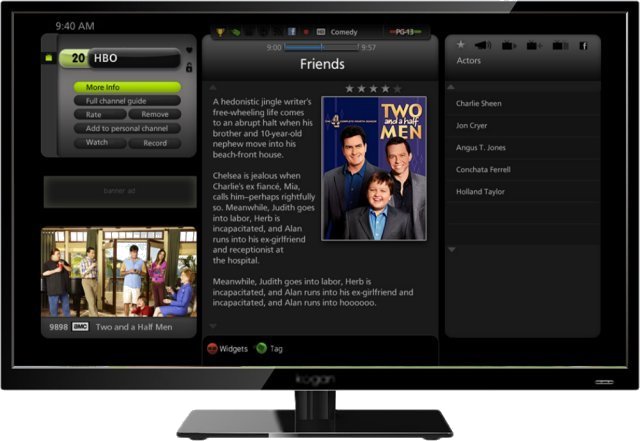 9:40 AM
20 HBO
More Info
Full channel guide
Rate Remove
Add to personal channel
Watch Record
banner ad
9898 amc Two and a Half Men
Comedy PG-13
9:00 9:57
Friends
A hedonistic jingle writer's
free-wheeling life comes
to an abrupt halt when his
brother and 10-year-old
nephew move into his
beach-front house.
Chelsea is jealous when
Charlie's ex fiancé, Mia,
calls him–perhaps rightfully
so. Meanwhile, Judith goes
into labor, Herb is
incapacitated, and Alan
runs into his ex-girlfriend
and receptionist at
the hospital.
Meanwhile, Judith goes into labor, Herb is
incapacitated, and Alan runs into his ex-girlfriend and
incapacitated, and Alan runs into hoooooo.
THE COMPLETE FOURTH SEASON
TWO
and a half
MEN
Widgets Tag
Actors
Charlie Sheen
Jon Cryer
Angus T. Jones
Conchata Ferrell
Holland Taylor
kogan